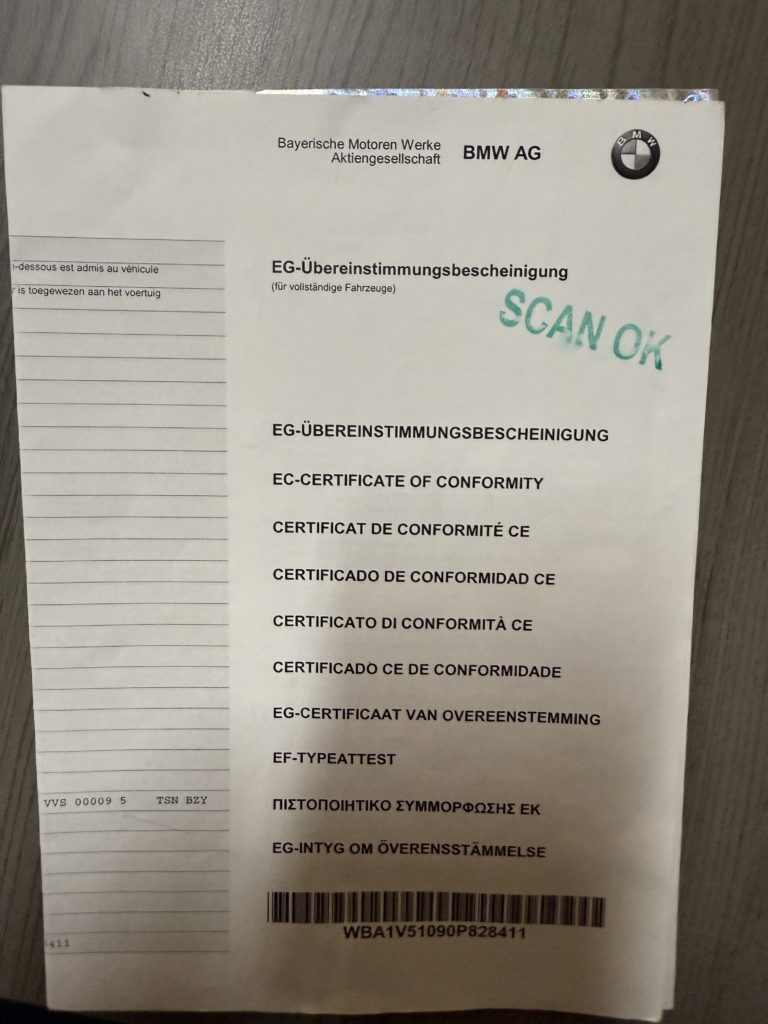 Bayerische Motoren Werke
Aktiengesellschaft
BMW AG
BMW
-dessous est admis au véhicule
is toegewezen aan het voertuig
EG-Übereinstimmungsbescheinigung
(für vollständige Fahrzeuge)
SCAN OK
EG-ÜBEREINSTIMMUNGSBESCHEINIGUNG
EC-CERTIFICATE OF CONFORMITY
CERTIFICAT DE CONFORMITÉ CE
CERTIFICADO DE CONFORMIDAD CE
CERTIFICATO DI CONFORMITÀ CE
CERTIFICADO CE DE CONFORMIDADE
EG-CERTIFICAAT VAN OVEREENSTEMMING
EF-TYPEATTEST
ΠΙΣΤΟΠΟΙΗΤΙΚΟ ΣΥΜΜΟΡΦΩΣΗΣ ΕΚ
EG-INTYG OM ÖVERENSSTÄMMELSE
VVS 00009 5 TSN BZY
WBA1V51090P828411
8411